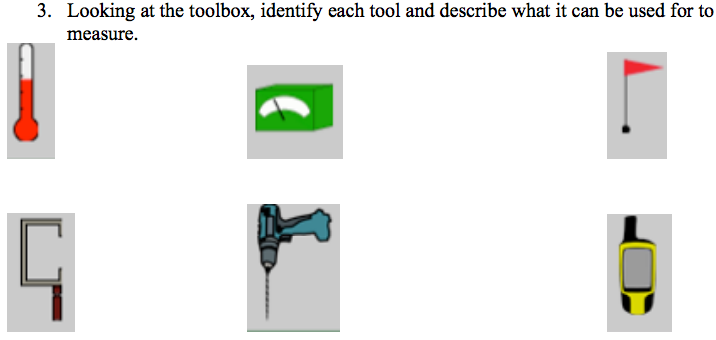 3. Looking at the toolbox, identify each tool and describe what it can be used for to
measure.